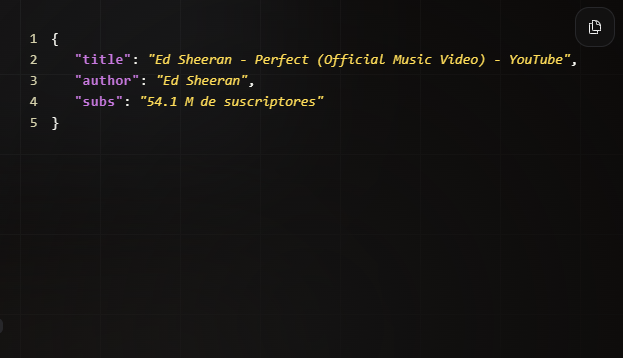 1 {
2 "title": "Ed Sheeran - Perfect (Official Music Video) - YouTube",
3 "author": "Ed Sheeran",
4 "subs": "54.1 M de suscriptores"
5 }